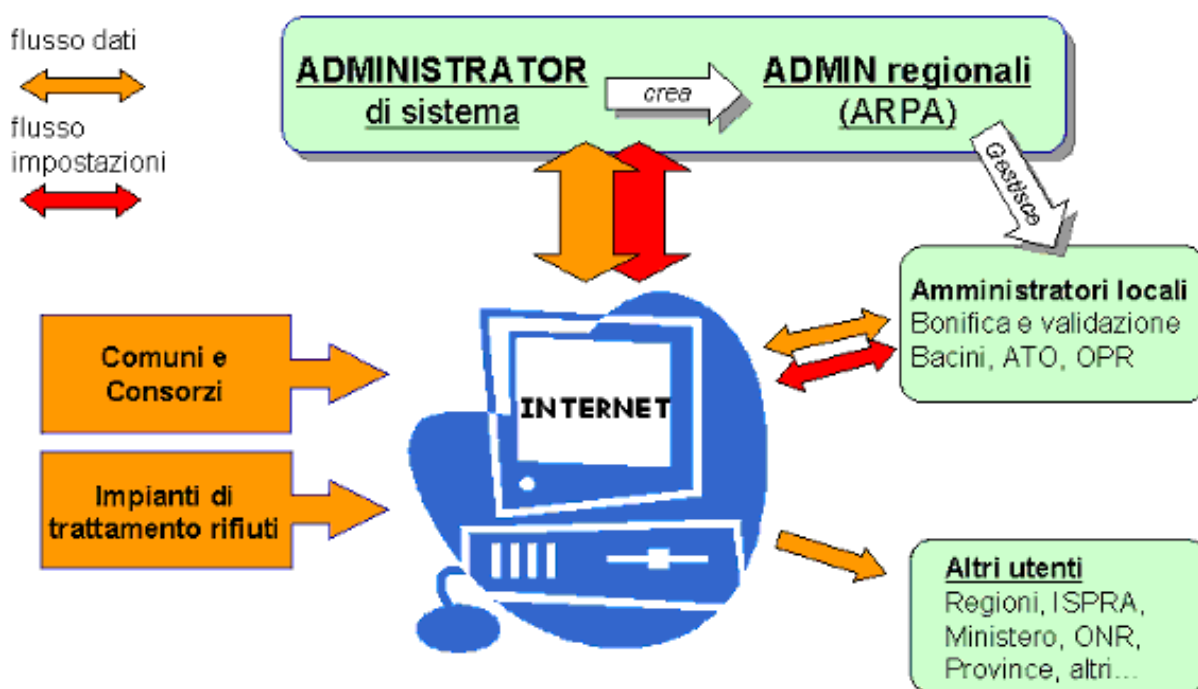 flusso dati
flusso
impostazioni
ADMINISTRATOR
di sistema
crea
ADMIN regionali
(ARPA)
Gestisce
Amministratori locali
Bonifica e validazione
Bacini, ATO, OPR
Comuni e
Consorzi
INTERNET
Impianti di
trattamento rifiuti
Altri utenti
Regioni, ISPRA,
Ministero, ONR,
Province, altri...